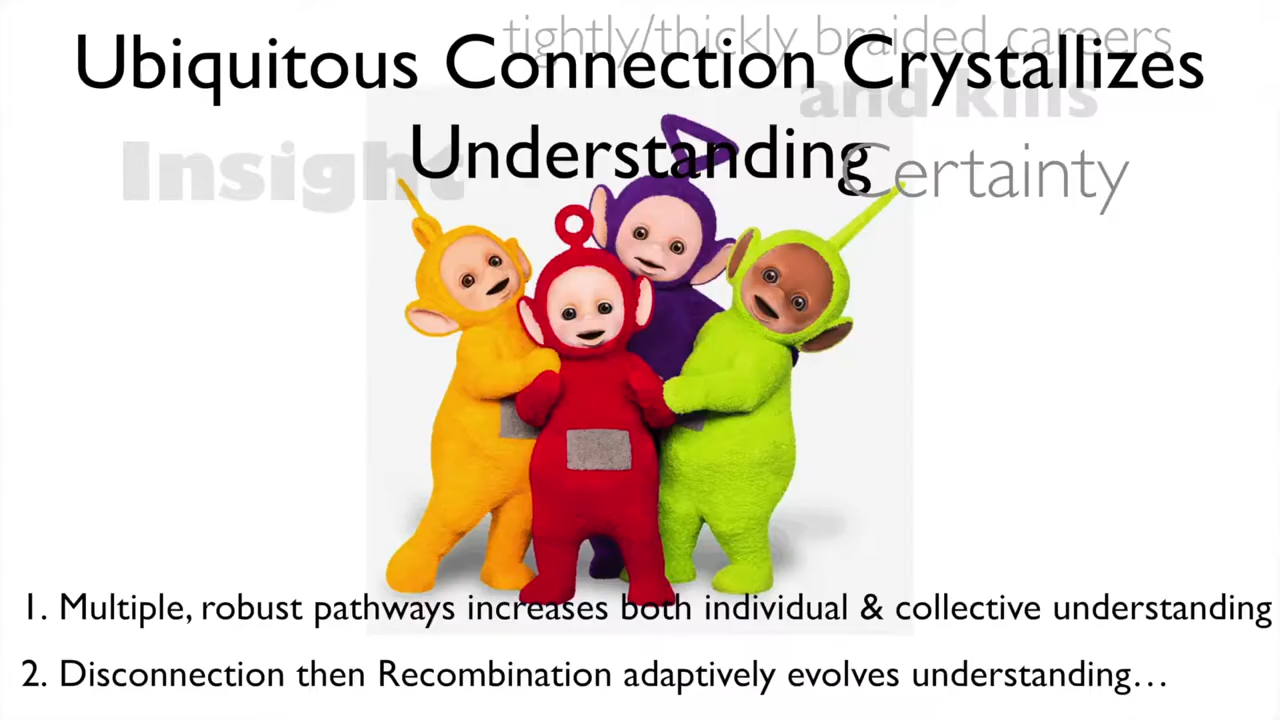 tightly/thickly braided careers
Ubiquitous Connection Crystallizes
and kills
Understanding
Insight
Certainty
1. Multiple, robust pathways increases both individual & collective understanding
2. Disconnection then Recombination adaptively evolves understanding…